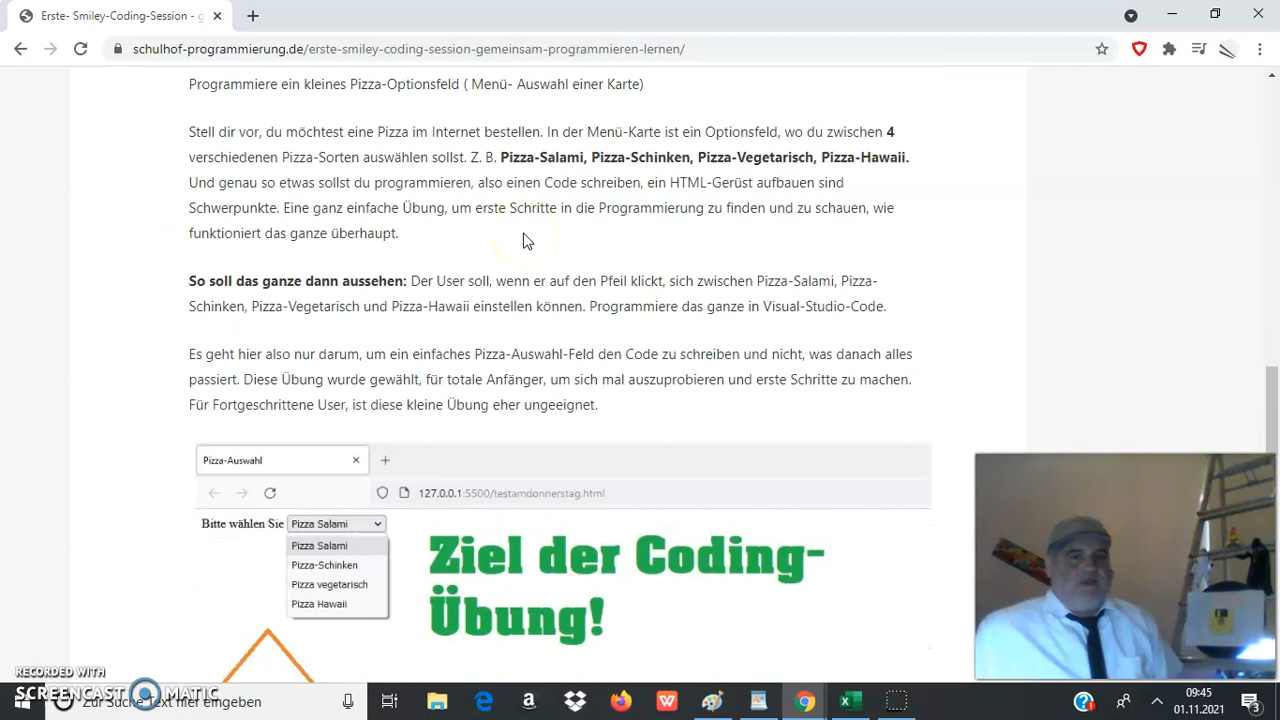 Erste- Smiley-Coding-Session - g
schulhof-programmierung.de/erste-smiley-coding-session-gemeinsam-programmieren-lernen/
Programmiere ein kleines Pizza-Optionsfeld ( Menü- Auswahl einer Karte)
Stell dir vor, du möchtest eine Pizza im Internet bestellen. In der Menü-Karte ist ein Optionsfeld, wo du zwischen 4
verschiedenen Pizza-Sorten auswählen sollst. Z. B. Pizza-Salami, Pizza-Schinken, Pizza-Vegetarisch, Pizza-Hawaii.
Und genau so etwas sollst du programmieren, also einen Code schreiben, ein HTML-Gerüst aufbauen sind
Schwerpunkte. Eine ganz einfache Übung, um erste Schritte in die Programmierung zu finden und zu schauen, wie
funktioniert das ganze überhaupt.
So soll das ganze dann aussehen: Der User soll, wenn er auf den Pfeil klickt, sich zwischen Pizza-Salami, Pizza-
Schinken, Pizza-Vegetarisch und Pizza-Hawaii einstellen können. Programmiere das ganze in Visual-Studio-Code.
Es geht hier also nur darum, um ein einfaches Pizza-Auswahl-Feld den Code zu schreiben und nicht, was danach alles
passiert. Diese Übung wurde gewählt, für totale Anfänger, um sich mal auszuprobieren und erste Schritte zu machen.
Für Fortgeschrittene User, ist diese kleine Übung eher ungeeignet.
Pizza-Auswahl
127.0.0.1:5500/testamdonnerstag.html
Bitte wählen Sie Pizza Salami
Pizza Salami
Pizza-Schinken
Pizza vegetarisch
Pizza Hawaii
Ziel der Coding-
Übung!
RECORDED WITH
SCREENCAST MATIC
Zur Suche Text hier eingeben
09:45
01.11.2021
3